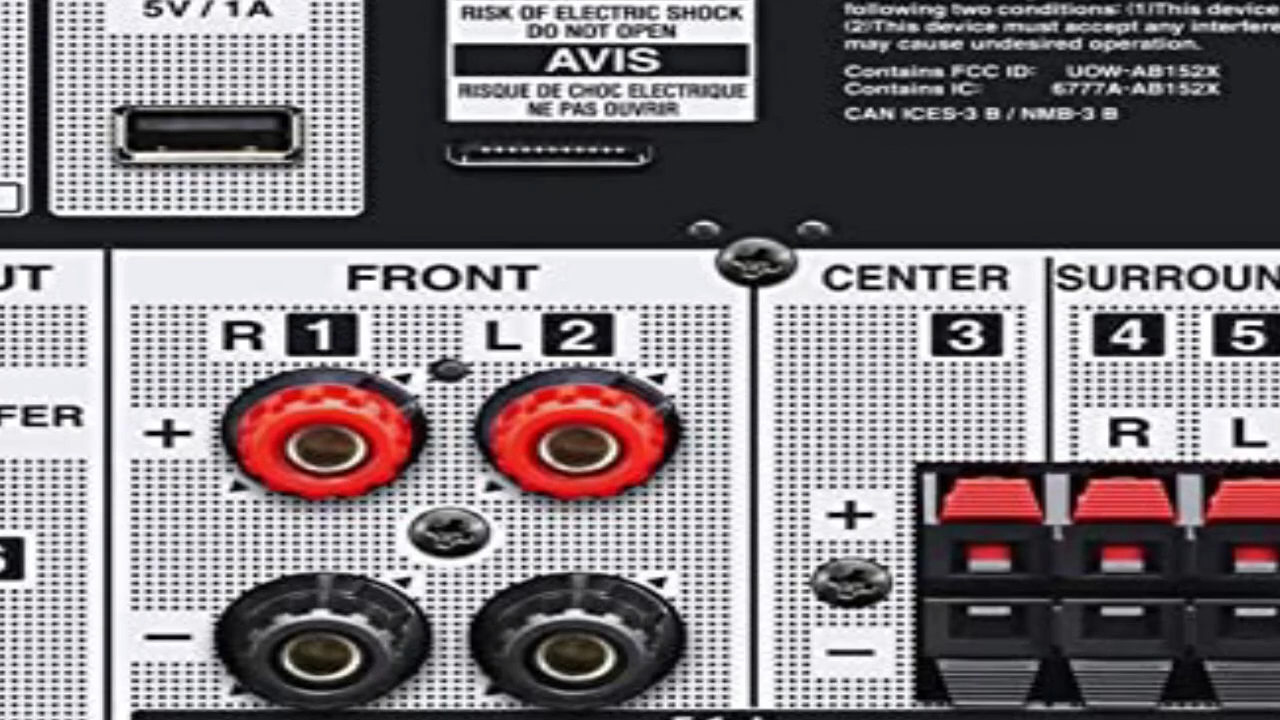 5V / 1A
RISK OF ELECTRIC SHOCK
DO NOT OPEN
AVIS
RISQUE DE CHOC ELECTRIQUE
NE PAS OUVRIR
following two conditions: (1)This device
(2)This device must accept any interfere
may cause undesired operation.
Contains FCC ID: UOW-AB152X
Contains IC: 6777A-AB152X
CAN ICES-3 B / NMB-3 B
UT
FRONT
CENTER
SURROUN
R 1
L 2
3
4
5
FER
R
L
+
+
−
−